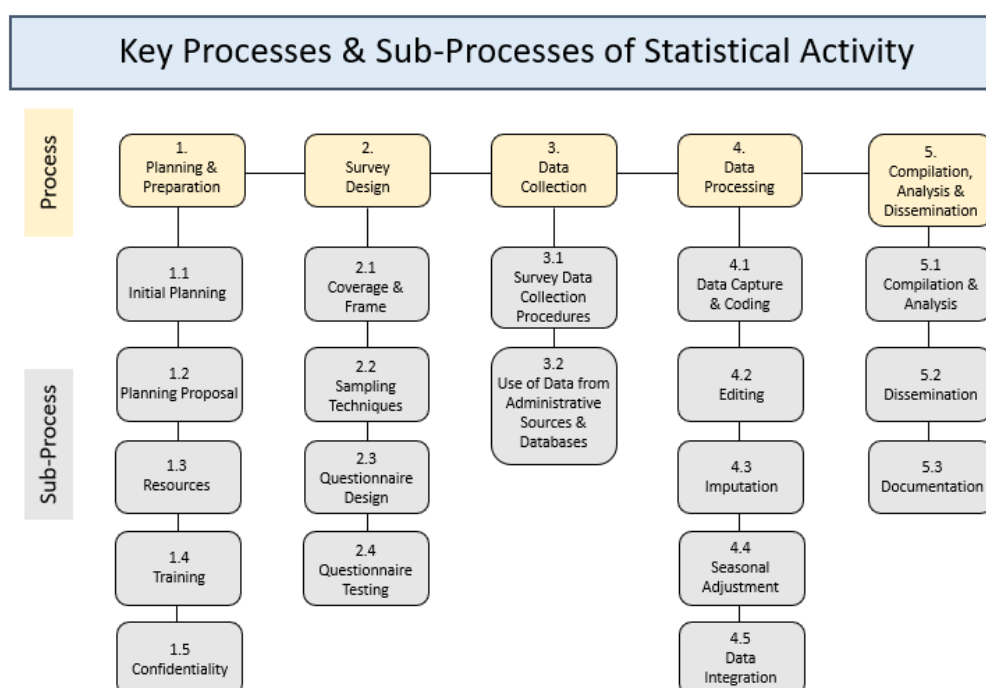 Key Processes & Sub-Processes of Statistical Activity
Process
1.
Planning &
Preparation
2.
Survey
Design
3.
Data
Collection
4.
Data
Processing
5.
Compilation,
Analysis &
Dissemination
Sub-Process
1.1
Initial Planning
1.2
Planning Proposal
1.3
Resources
1.4
Training
1.5
Confidentiality
2.1
Coverage &
Frame
2.2
Sampling
Techniques
2.3
Questionnaire
Design
2.4
Questionnaire
Testing
3.1
Survey Data
Collection
Procedures
3.2
Use of Data from
Administrative
Sources &
Databases
4.1
Data Capture
& Coding
4.2
Editing
4.3
Imputation
4.4
Seasonal
Adjustment
4.5
Data
Integration
5.1
Compilation &
Analysis
5.2
Dissemination
5.3
Documentation